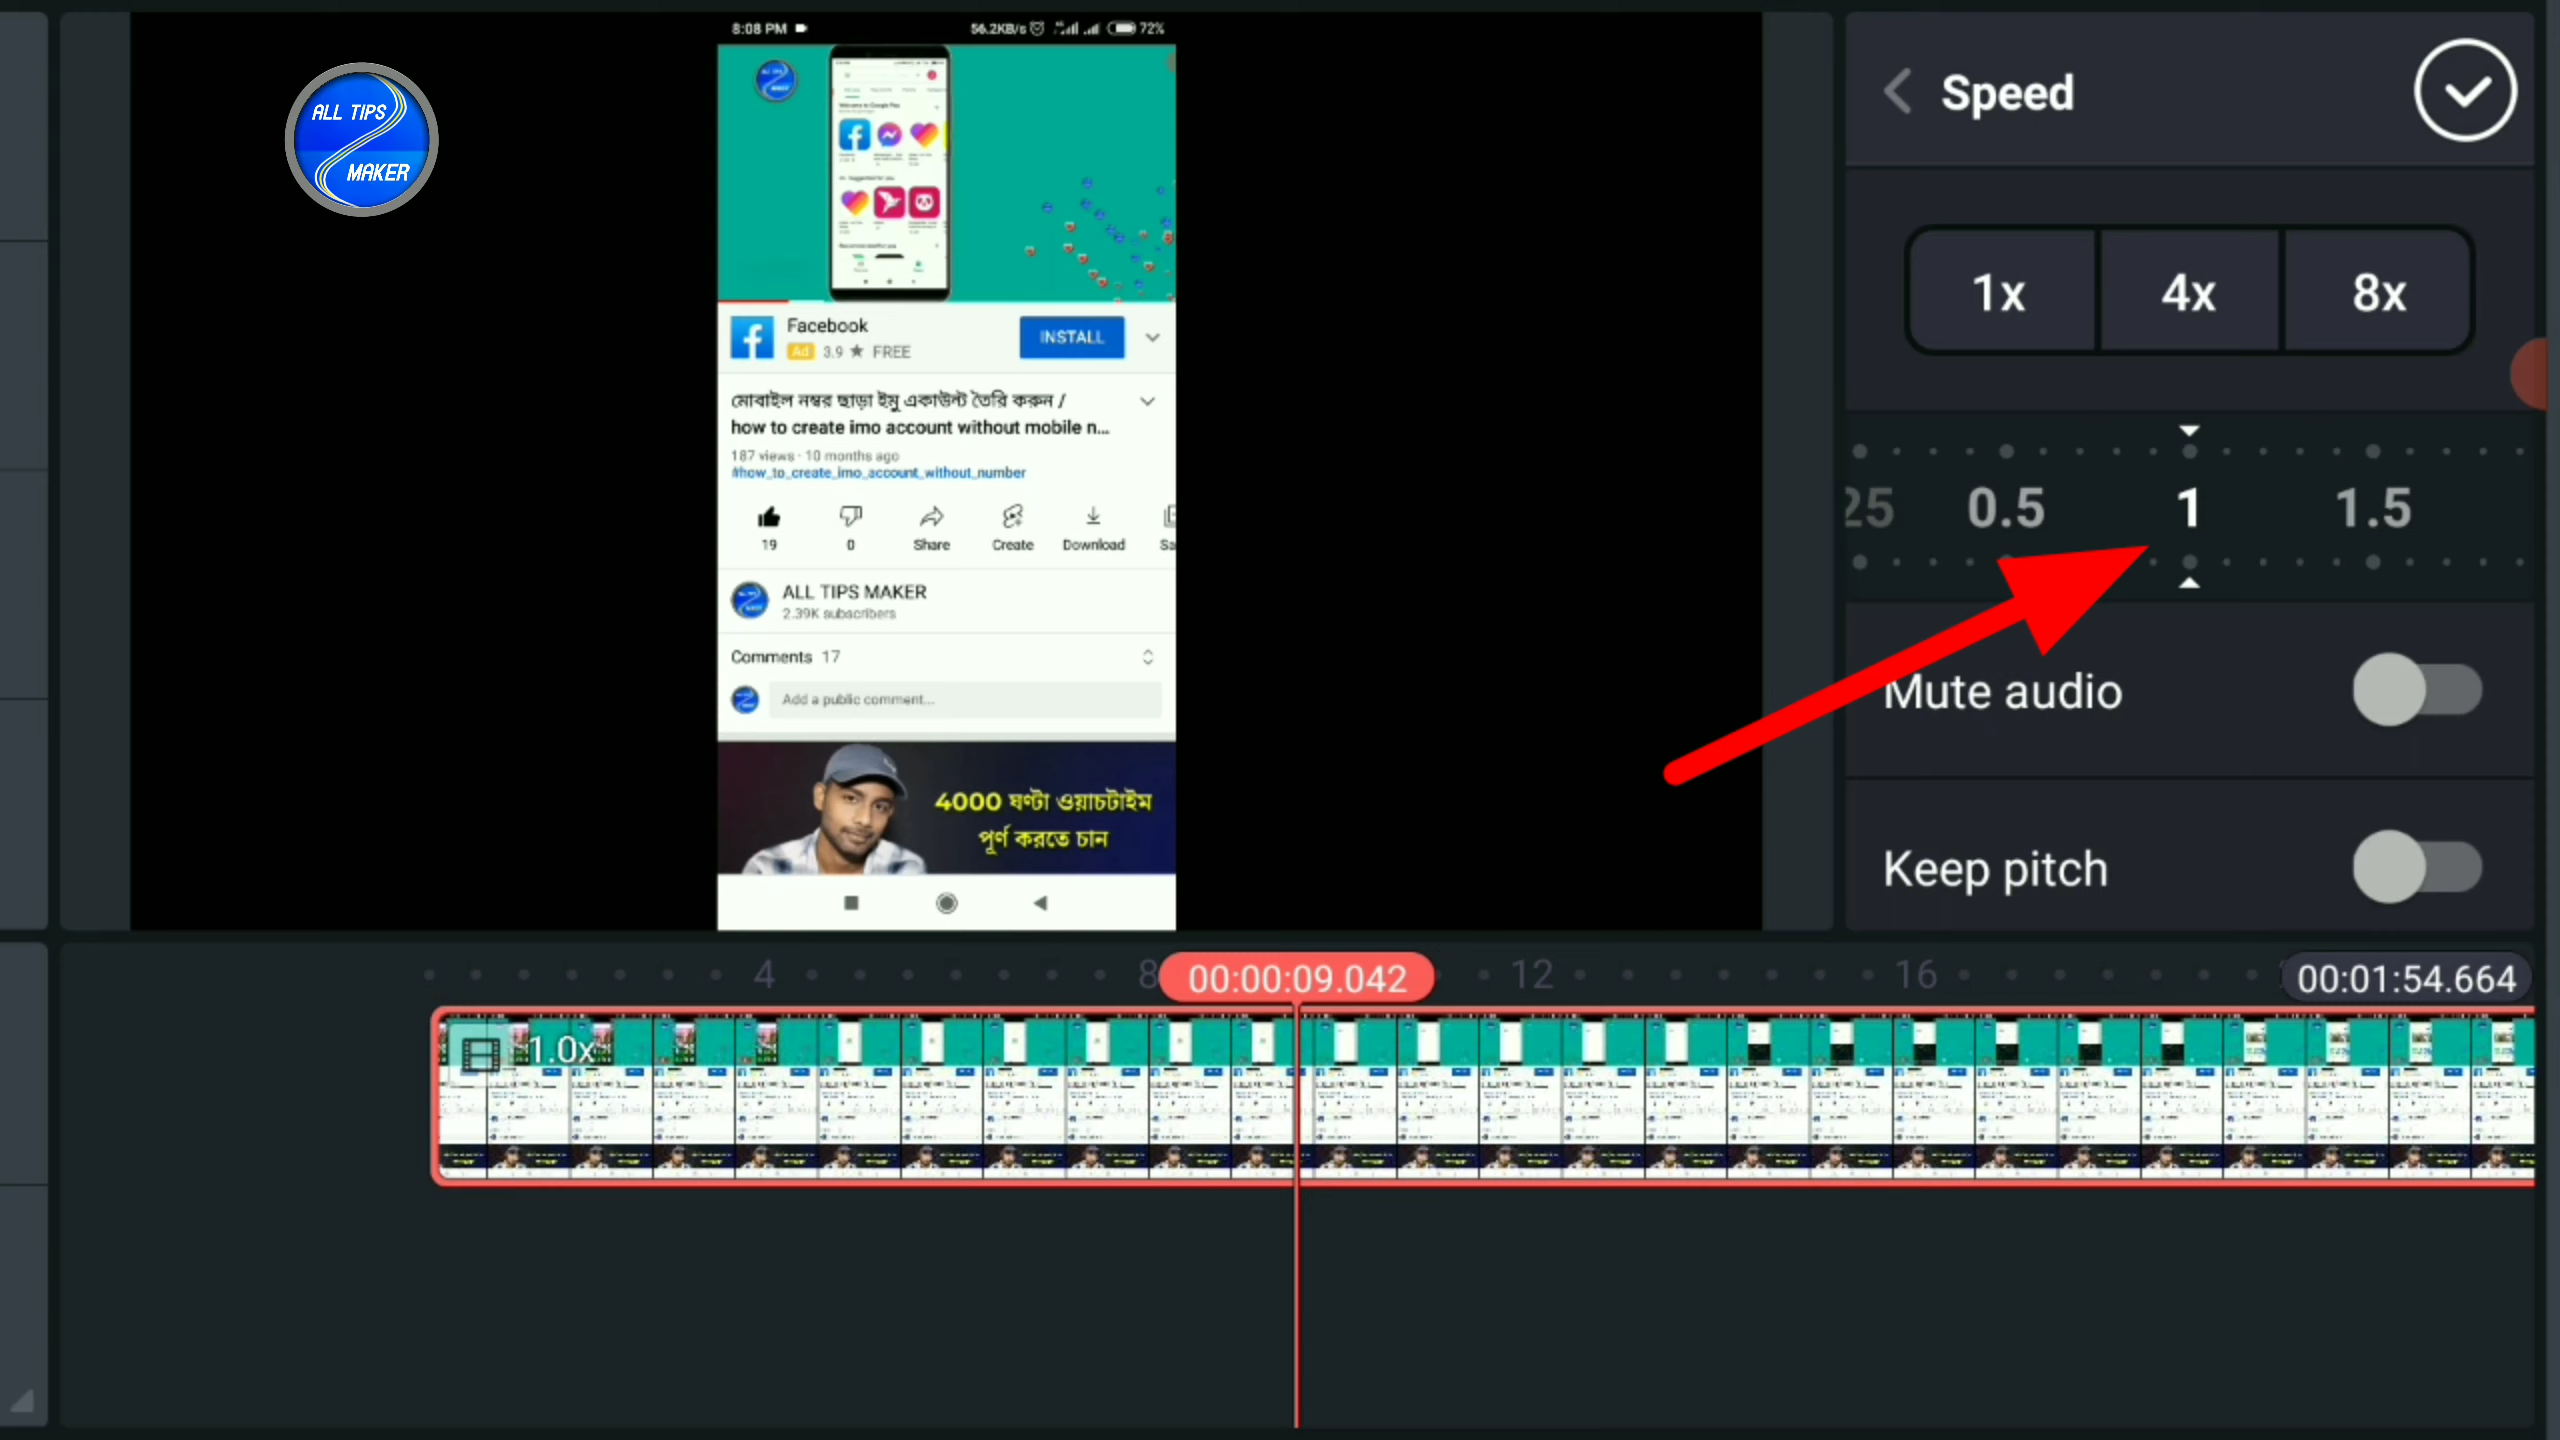 ALL TIPS
MAKER
8:08 PM
56.2KB/s
72%
Facebook
Ad 3.9 ★ FREE
INSTALL
মোবাইল নম্বর ছাড়া ইমু একাউন্ট তৈরি করুন /
how to create imo account without mobile n...
187 views · 10 months ago
#how_to_create_imo_account_without_number
19
0
Share
Create
Download
Sa
ALL TIPS MAKER
2.39K subscribers
Comments 17
Add a public comment...
4000 ঘণ্টা ওয়াচটাইম
পূর্ণ করতে চান
Speed
1x
4x
8x
25
0.5
1
1.5
Mute audio
Keep pitch
4
8
00:00:09.042
12
16
00:01:54.664
1.0x